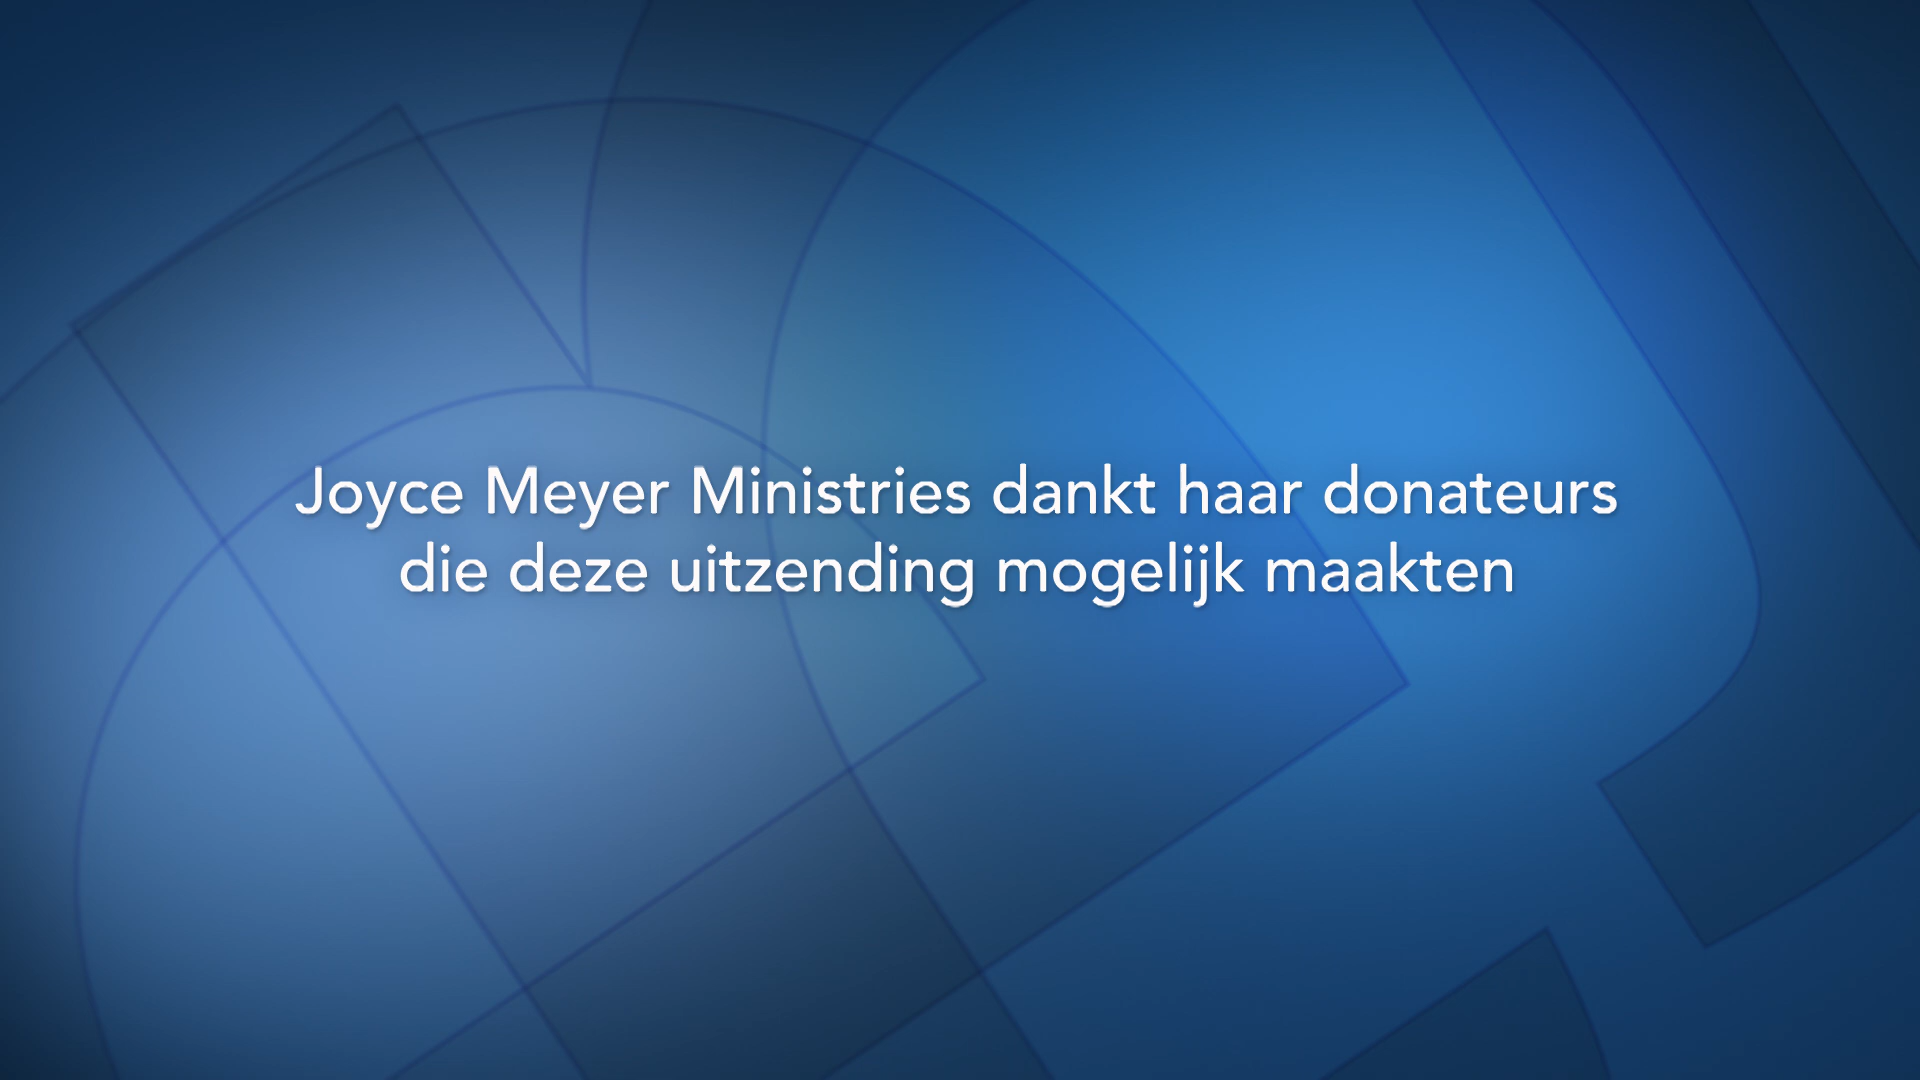 Joyce Meyer Ministries dankt haar donateurs
die deze uitzending mogelijk maakten